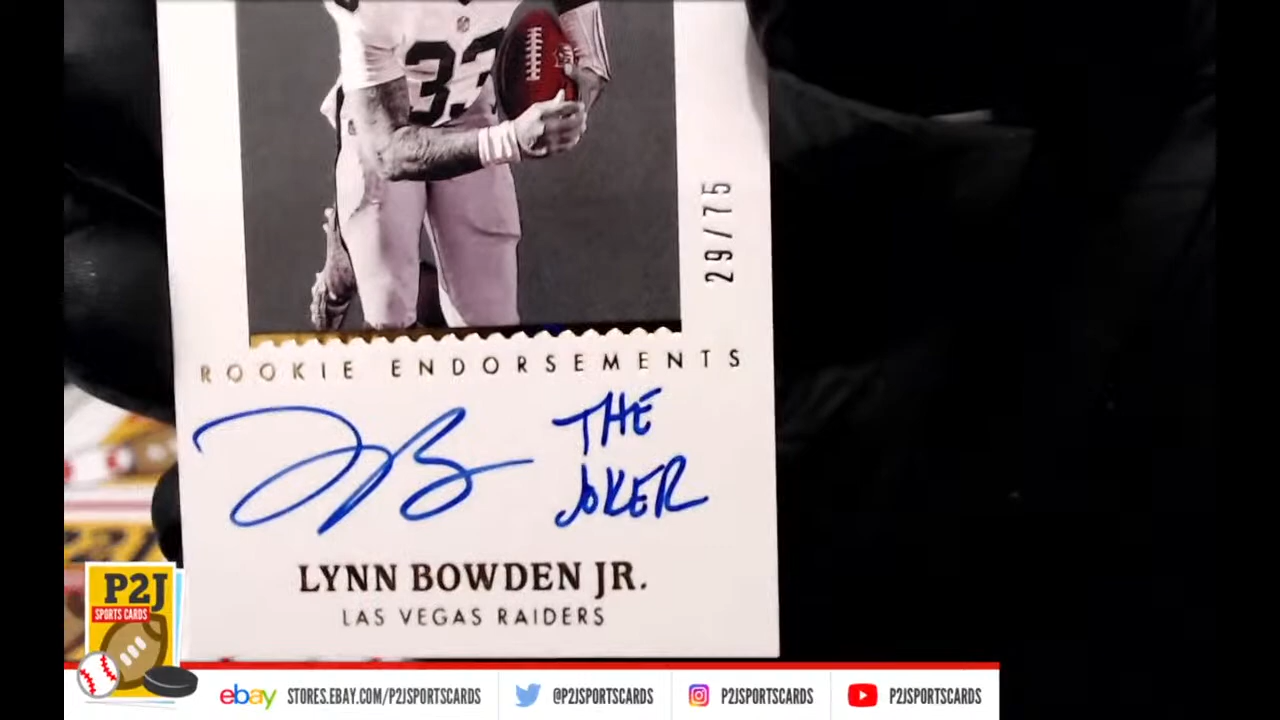 33
29/75
ROOKIE ENDORSEMENTS
THE
JOKER
LYNN BOWDEN JR.
LAS VEGAS RAIDERS
P2J
SPORTS CARDS
ebay STORES.EBAY.COM/P2JSPORTSCARDS @P2JSPORTSCARDS P2JSPORTSCARDS P2JSPORTSCARDS